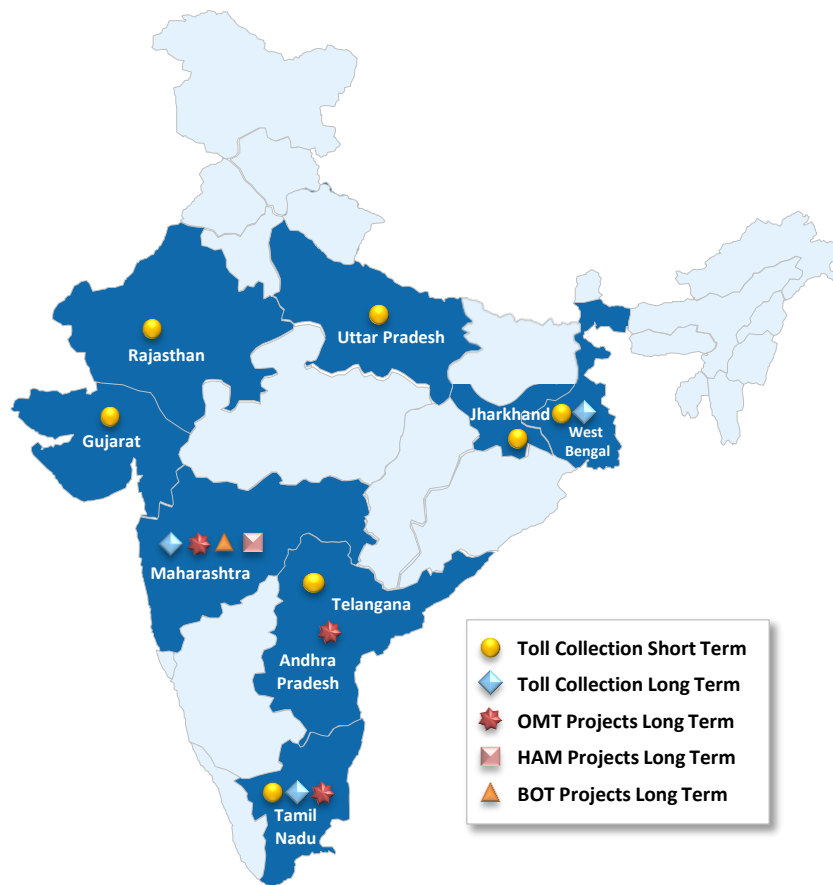 Rajasthan
Uttar Pradesh
Gujarat
Jharkhand
West
Bengal
Maharashtra
Telangana
Andhra
Pradesh
Tamil
Nadu
Toll Collection Short Term
Toll Collection Long Term
OMT Projects Long Term
HAM Projects Long Term
BOT Projects Long Term